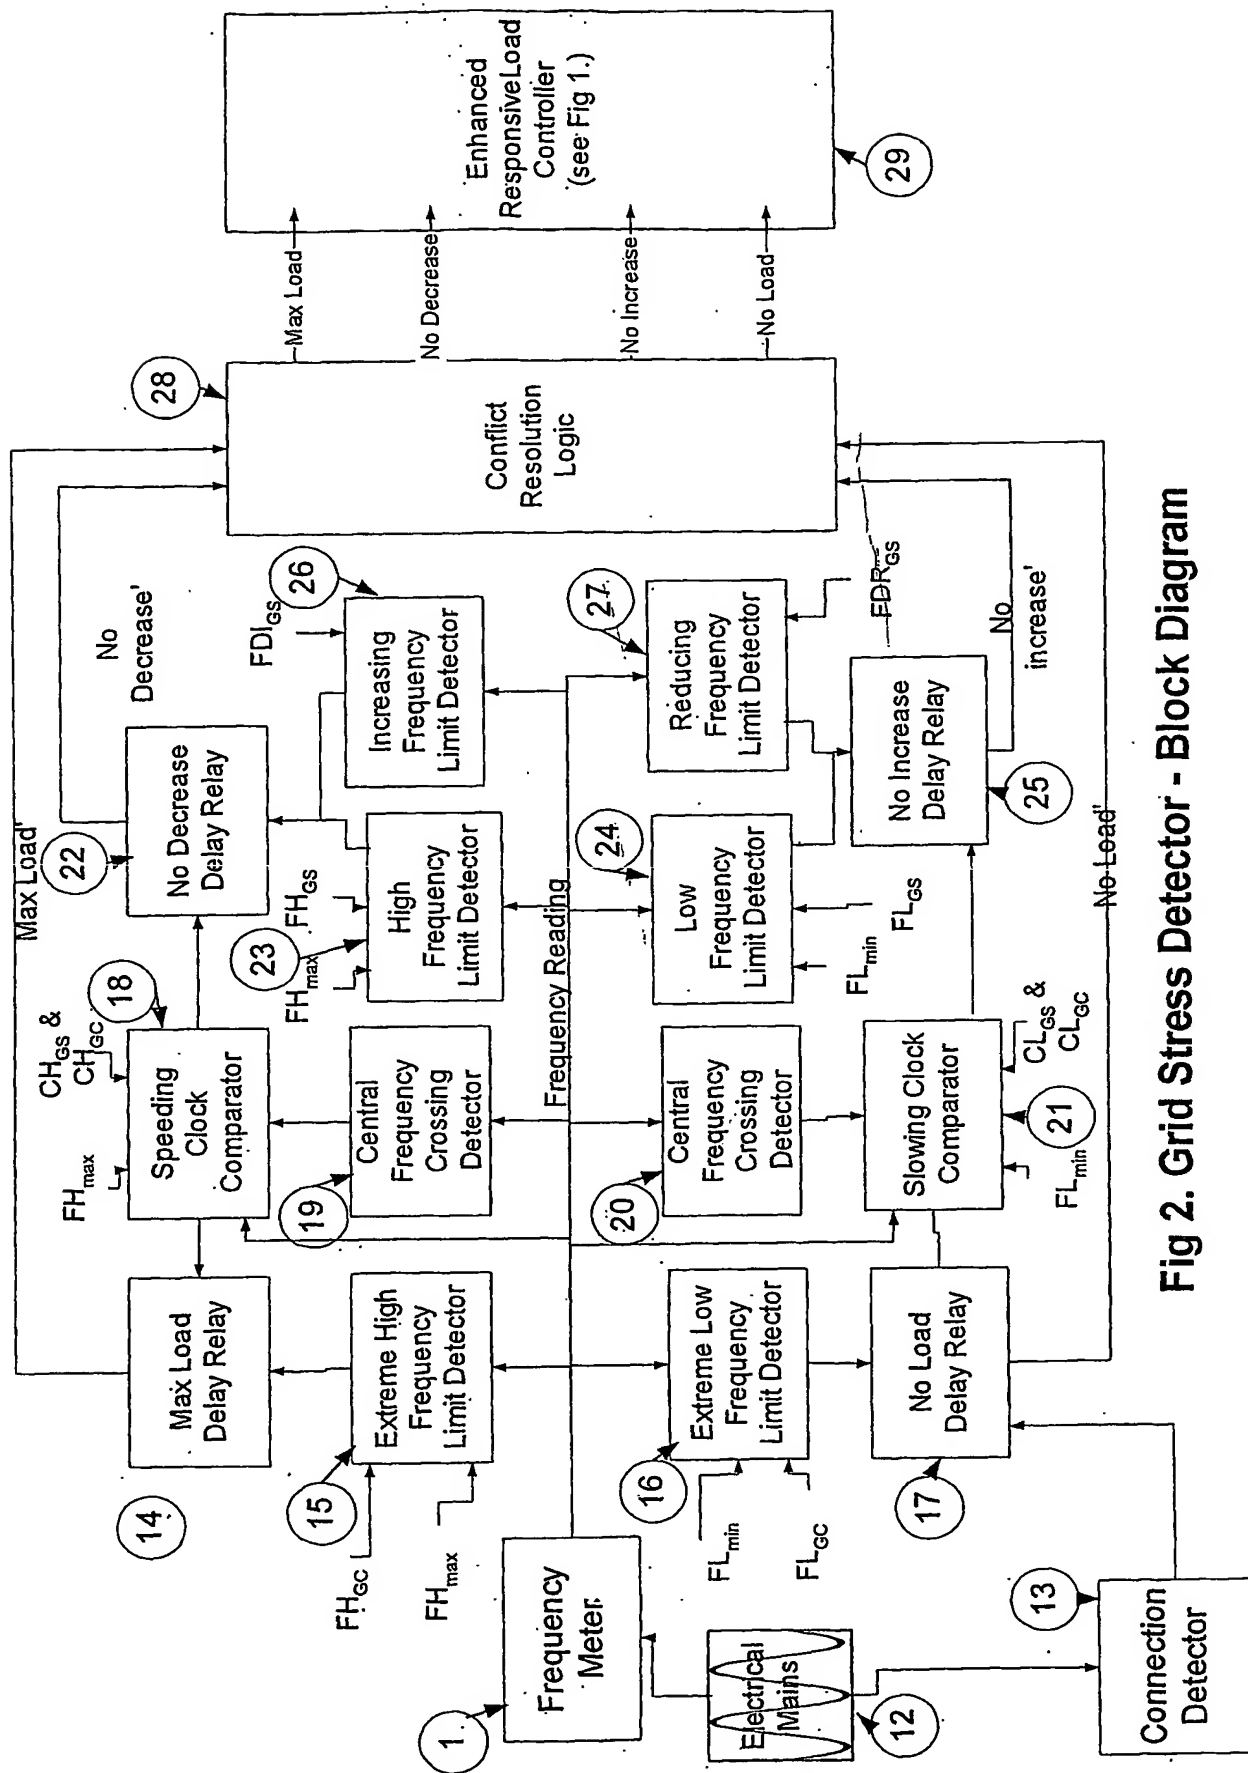 Max Load'
No
Decrease'
22
No Decrease
Delay Relay
18
CH_GS &
CH_GC
FH_max
Speeding
Clock
Comparator
14
Max Load
Delay Relay
26
FDI_GS
Increasing
Frequency
Limit Detector
23
FH_max
FH_GS
High
Frequency
Limit Detector
19
Central
Frequency
Crossing
Detector
15
FH_GC
FH_max
Extreme High
Frequency
Limit Detector
1.
Frequency
Meter
Frequency Reading
Electrical
Mains
12
13
Connection
Detector
16
FL_min
FL_GC
Extreme Low
Frequency
Limit Detector
20
Central
Frequency
Crossing
Detector
24
Low
Frequency
Limit Detector
FL_min
FL_GS
27
Reducing
Frequency
Limit Detector
FDR_GS
17
No Load
Delay Relay
Slowing Clock
Comparator
21
FL_min
CL_GS &
CL_GC
25
No Increase
Delay Relay
No
increase'
No Load'
28
Conflict
Resolution
Logic
Max Load
No Decrease
No Increase
No Load
Enhanced
Responsive Load
Controller
(see Fig 1.)
29
Fig 2. Grid Stress Detector - Block Diagram